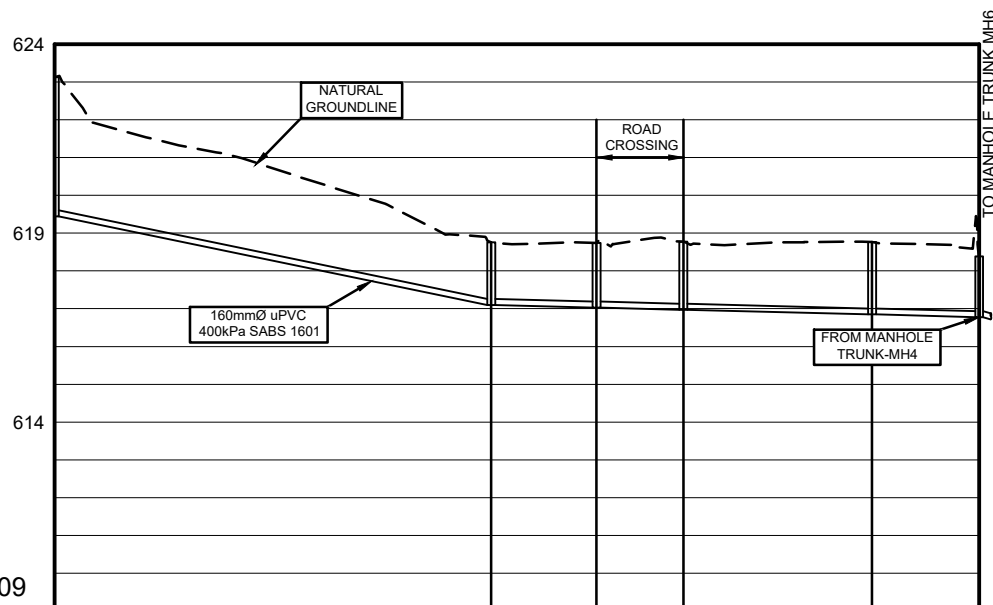 624
NATURAL
GROUNDLINE
ROAD
CROSSING
TO MANHOLE TRUNK MH6
619
160mmØ uPVC
400kPa SABS 1601
FROM MANHOLE
TRUNK-MH4
614
09